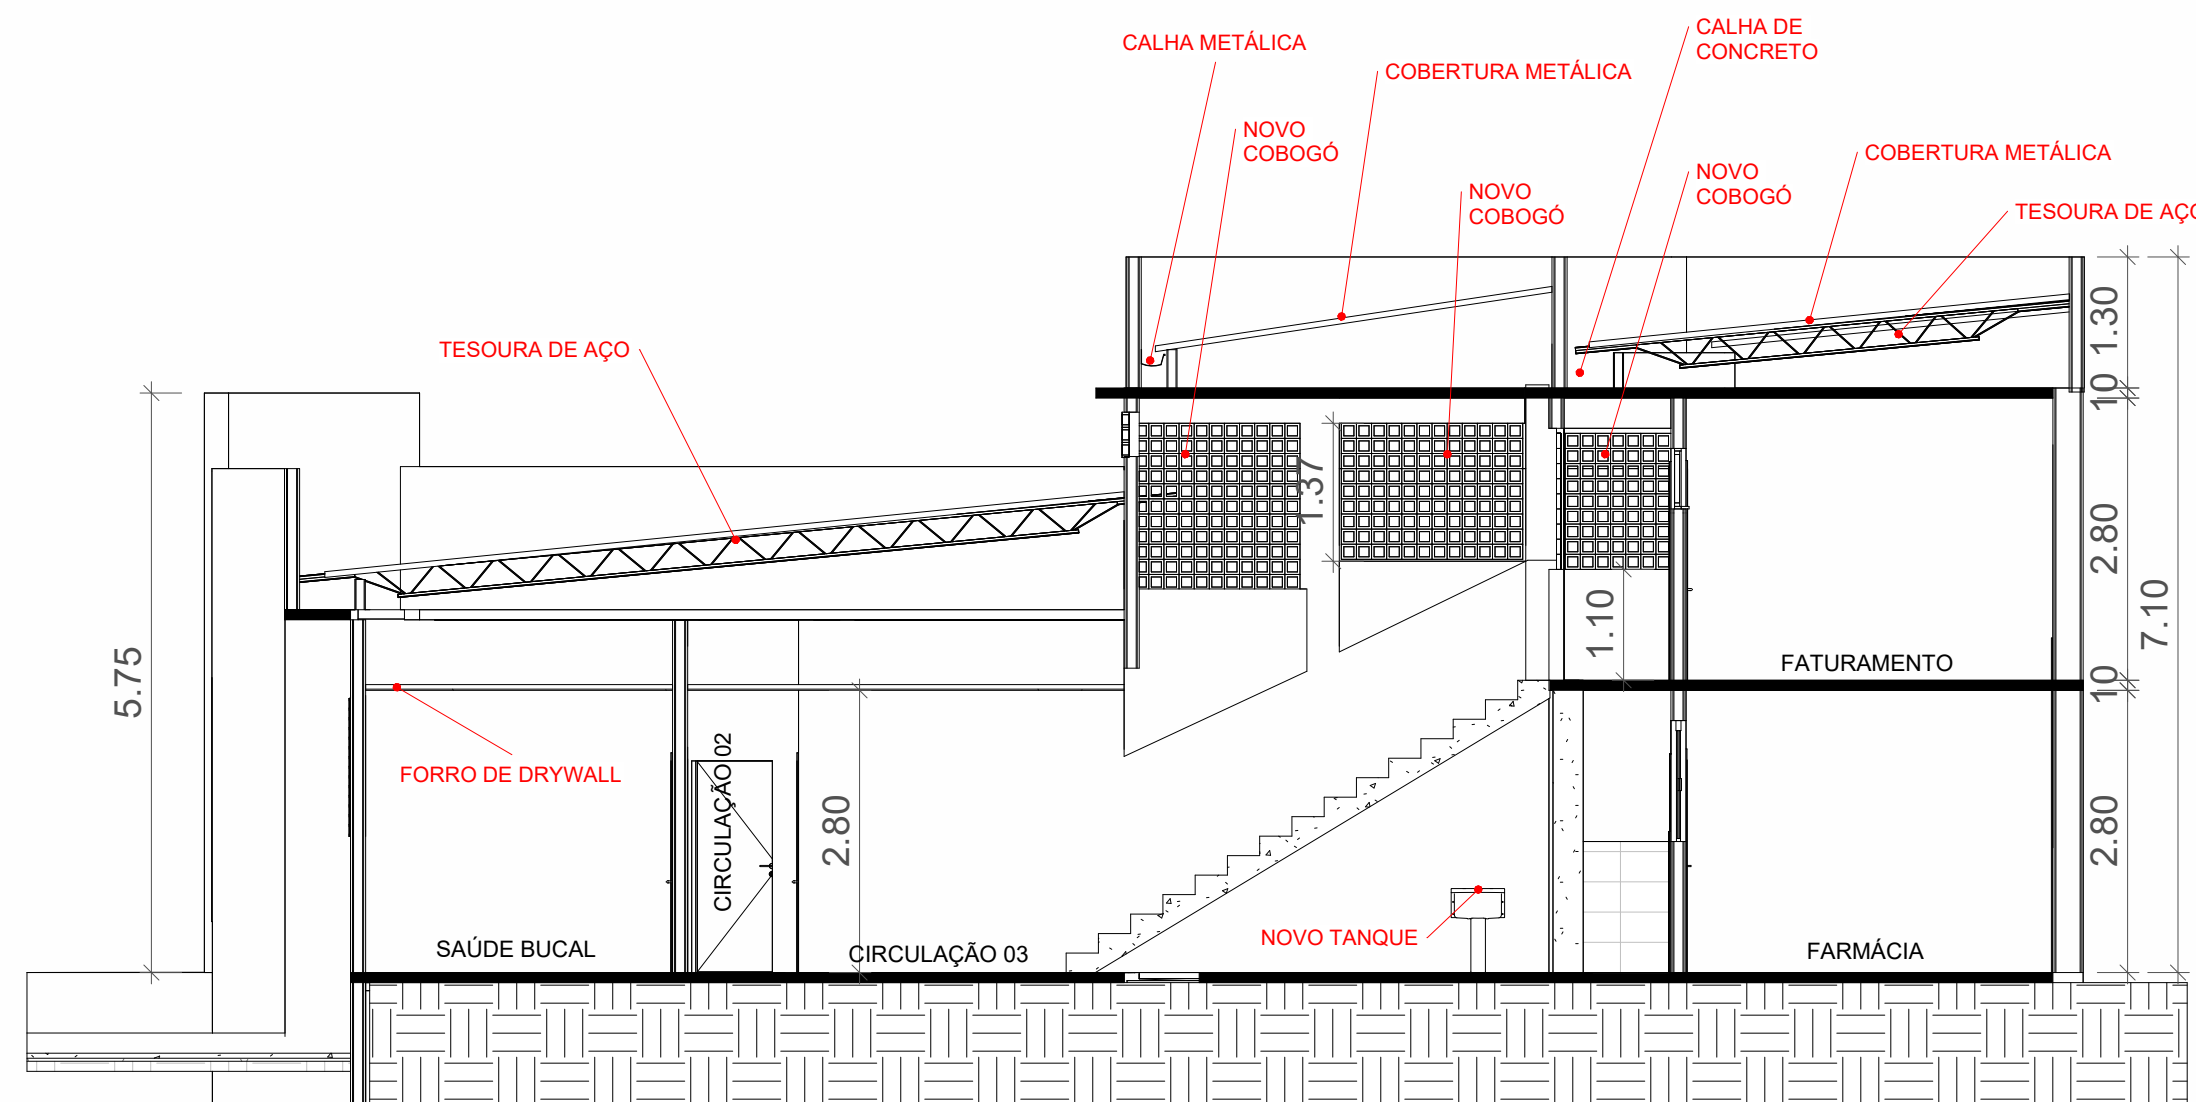 CALHA DE
CONCRETO
CALHA METÁLICA
COBERTURA METÁLICA
NOVO
COBOGÓ
COBERTURA METÁLICA
NOVO
COBOGÓ
NOVO
COBOGÓ
TESOURA DE AÇO
TESOURA DE AÇO
1.30
10
1.37
2.80
7.10
1.10
5.75
FATURAMENTO
10
FORRO DE DRYWALL
CIRCULAÇÃO 02
2.80
2.80
NOVO TANQUE
SAÚDE BUCAL
CIRCULAÇÃO 03
FARMÁCIA